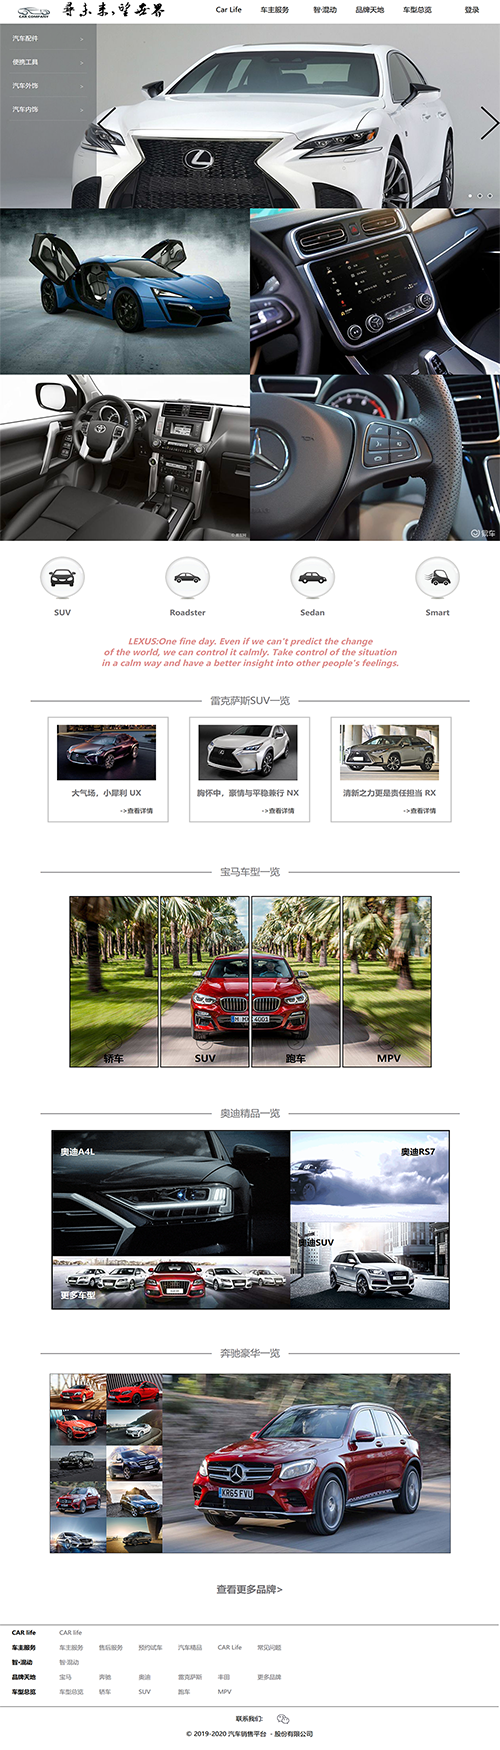 CAR COMPANY
Car Life 车主服务 智·混动 品牌天地 车型总览 登录
汽车配件 >
便携工具 >
汽车外饰 >
汽车内饰 >
SUV Roadster Sedan Smart
LEXUS:One fine day. Even if we can't predict the change
of the world, we can control it calmly. Take control of the situation
in a calm way and have a better insight into other people's feelings.
雷克萨斯SUV一览
大气场，小犀利 UX 胸怀中，豪情与平稳兼行 NX 清新之力更是责任担当 RX
->查看详情 ->查看详情 ->查看详情
宝马车型一览
轿车 SUV 跑车 MPV
奥迪精品一览
奥迪A4L 奥迪RS7
奥迪SUV
更多车型
奔驰豪华一览
XR65 FVU
查看更多品牌>
CAR life CAR life
车主服务 车主服务 售后服务 预约试车 汽车精品 CAR Life 常见问题
智·混动 智·混动
品牌天地 宝马 奔驰 奥迪 雷克萨斯 丰田 更多品牌
车型总览 车型总览 轿车 SUV 跑车 MPV
联系我们:
© 2019-2020 汽车销售平台 - 股份有限公司